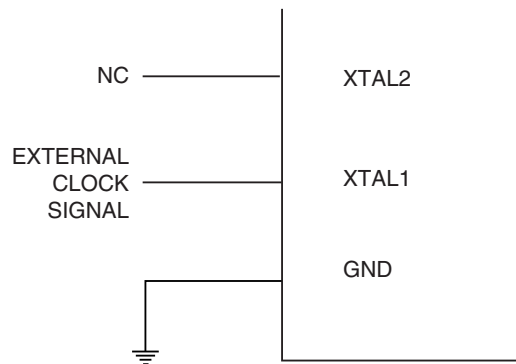 NC
XTAL2
EXTERNAL
CLOCK
SIGNAL
XTAL1
GND